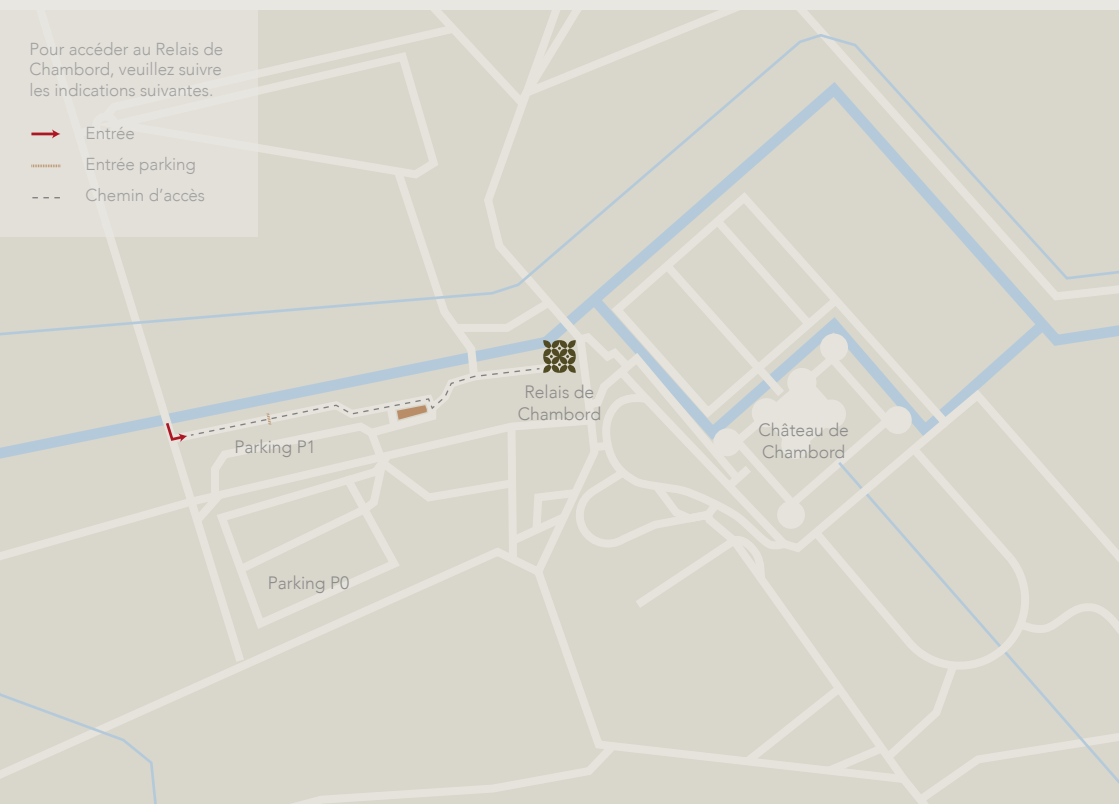 Pour accéder au Relais de
Chambord, veuillez suivre
les indications suivantes.
Entrée
Entrée parking
Chemin d’accès
Relais de
Chambord
Château de
Chambord
Parking P1
Parking P0